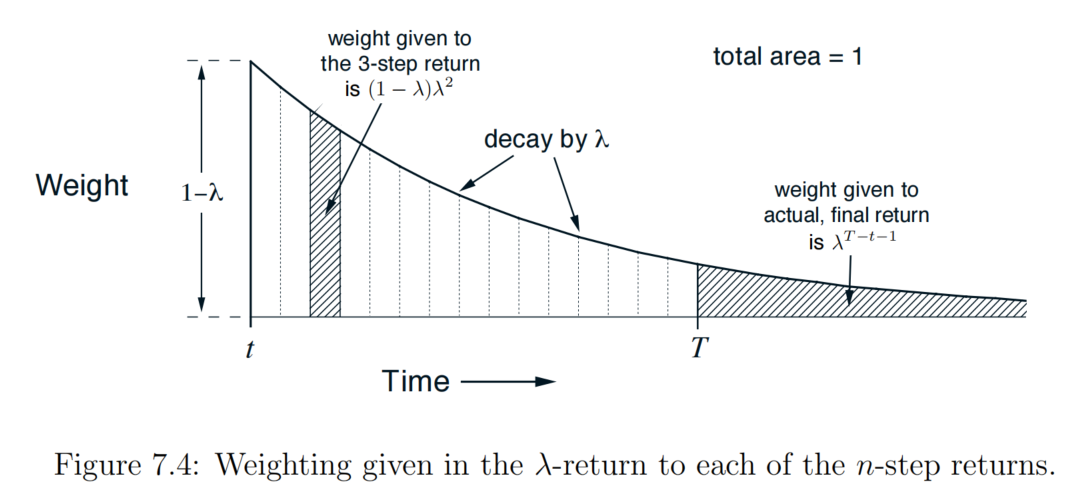 weight given to
the 3-step return
is (1 − λ)λ²
total area = 1
decay by λ
Weight
1−λ
weight given to
actual, final return
is λ^{T−t−1}
t
T
Time
Figure 7.4: Weighting given in the λ-return to each of the n-step returns.